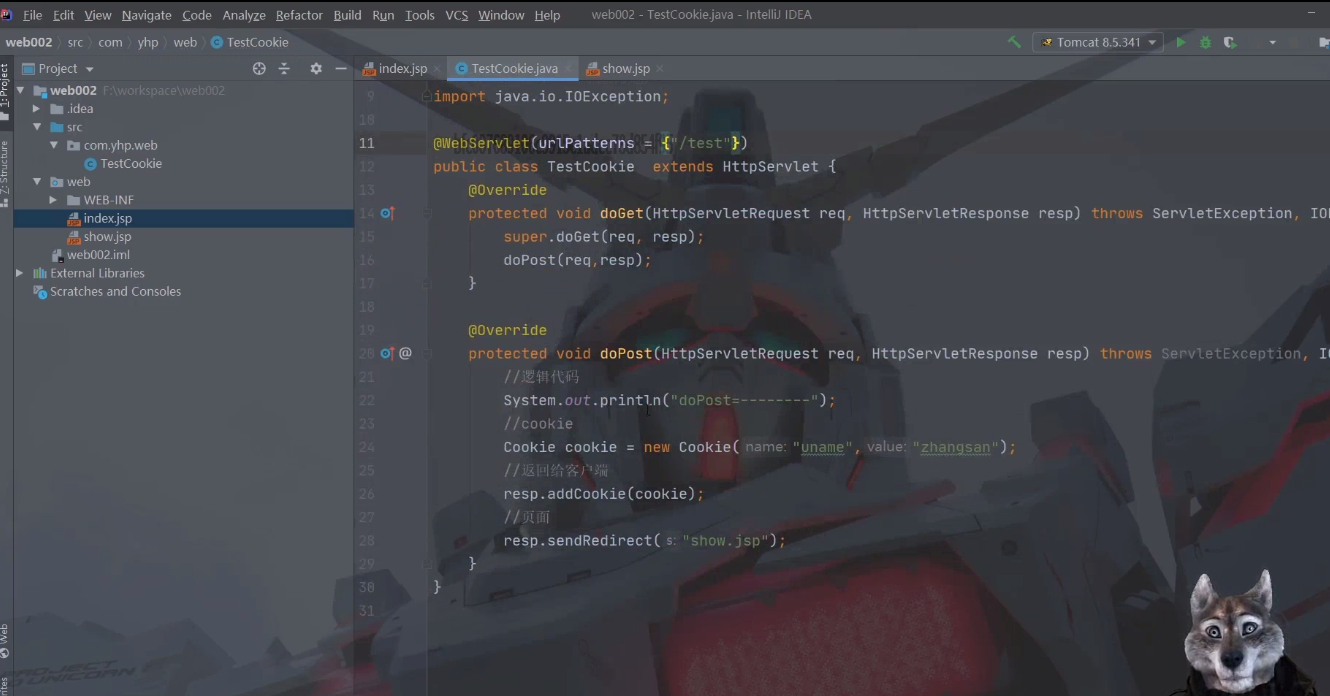 File Edit View Navigate Code Analyze Refactor Build Run Tools VCS Window Help web002 - TestCookie.java - IntelliJ IDEA
web002 src com yhp web TestCookie Tomcat 8.5.341
Project index.jsp TestCookie.java show.jsp
1: Project
Z: Structure
Web
web002 F:\workspace\web002
.idea
src
com.yhp.web
TestCookie
web
WEB-INF
index.jsp
show.jsp
web002.iml
External Libraries
Scratches and Consoles
9 import java.io.IOException;
10
11 @WebServlet(urlPatterns = {"/test"})
12 public class TestCookie extends HttpServlet {
13 @Override
14 protected void doGet(HttpServletRequest req, HttpServletResponse resp) throws ServletException, IOE
15 super.doGet(req, resp);
16 doPost(req,resp);
17 }
18
19 @Override
20 @ protected void doPost(HttpServletRequest req, HttpServletResponse resp) throws ServletException, IO
21 //逻辑代码
22 System.out.println("doPost=--------");
23 //cookie
24 Cookie cookie = new Cookie( name: "uname", value: "zhangsan");
25 //返回给客户端
26 resp.addCookie(cookie);
27 //页面
28 resp.sendRedirect( s: "show.jsp");
29 }
30 }
31
PROJECT
UNICORN